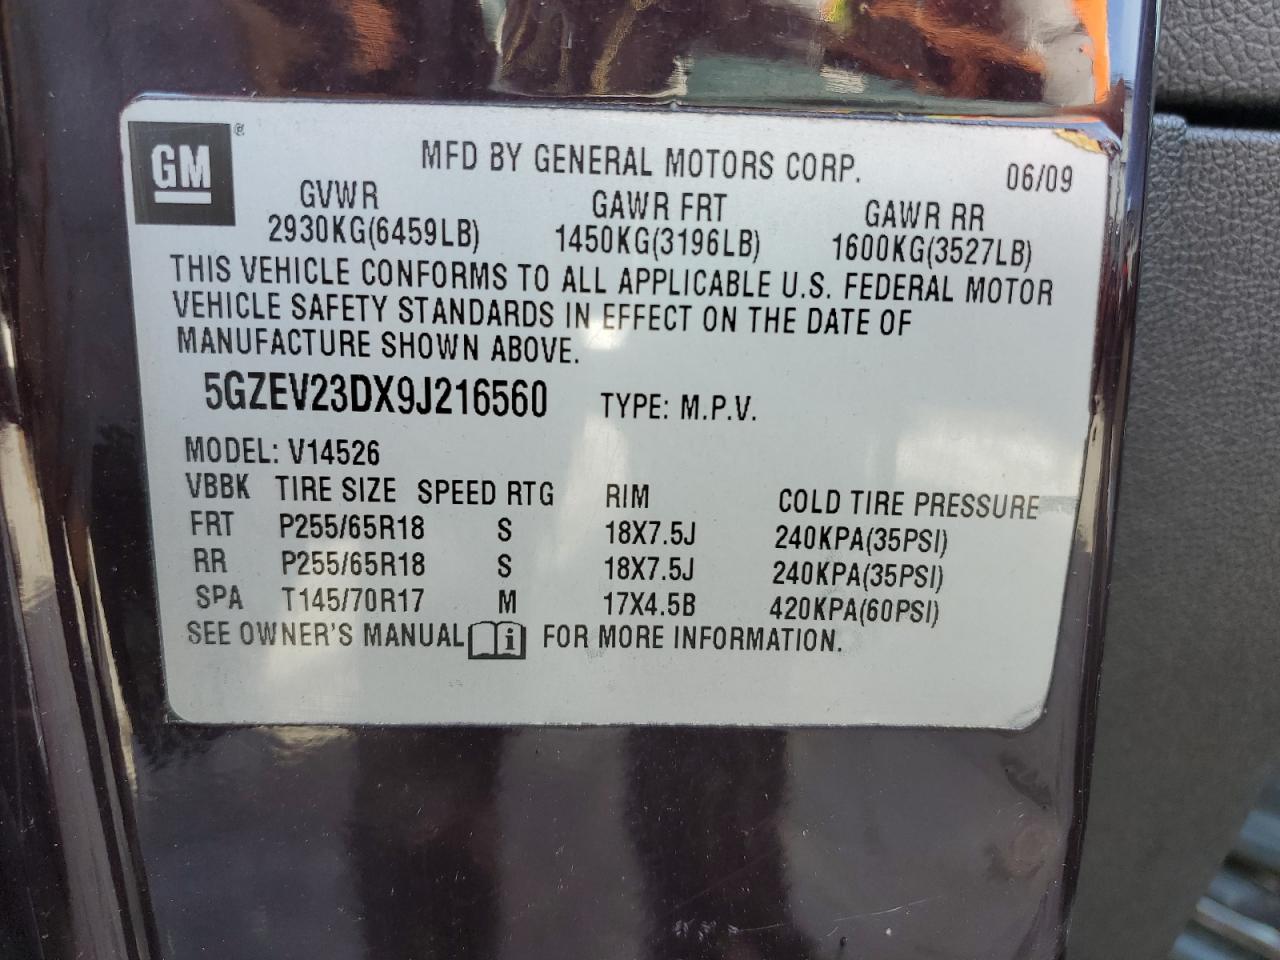 GM ®
MFD BY GENERAL MOTORS CORP. 06/09
GVWR GAWR FRT GAWR RR
2930KG(6459LB) 1450KG(3196LB) 1600KG(3527LB)
THIS VEHICLE CONFORMS TO ALL APPLICABLE U.S. FEDERAL MOTOR
VEHICLE SAFETY STANDARDS IN EFFECT ON THE DATE OF
MANUFACTURE SHOWN ABOVE.
5GZEV23DX9J216560 TYPE: M.P.V.
MODEL: V14526
VBBK TIRE SIZE SPEED RTG RIM COLD TIRE PRESSURE
FRT P255/65R18 S 18X7.5J 240KPA(35PSI)
RR P255/65R18 S 18X7.5J 240KPA(35PSI)
SPA T145/70R17 M 17X4.5B 420KPA(60PSI)
SEE OWNER'S MANUAL i FOR MORE INFORMATION.